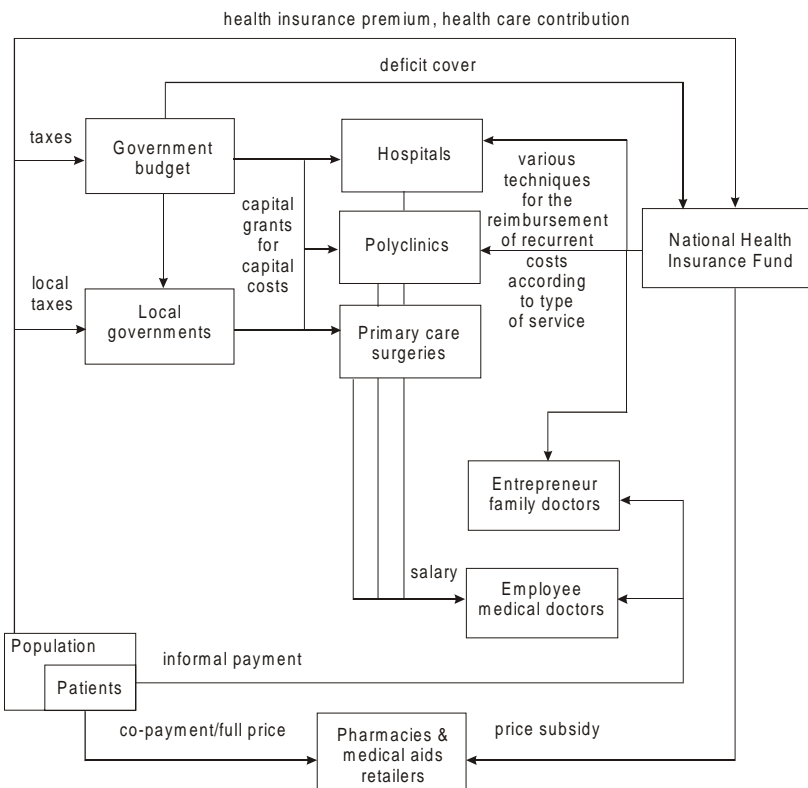 health insurance premium, health care contribution
deficit cover
taxes
Government
budget
Hospitals
various
techniques
for the
reimbursement
of recurrent
costs
according
to type
of service
capital
grants
for
capital
costs
Polyclinics
National Health
Insurance Fund
local
taxes
Local
governments
Primary care
surgeries
Entrepreneur
family doctors
salary
Employee
medical doctors
Population
Patients
informal payment
co-payment/full price
Pharmacies &
medical aids
retailers
price subsidy